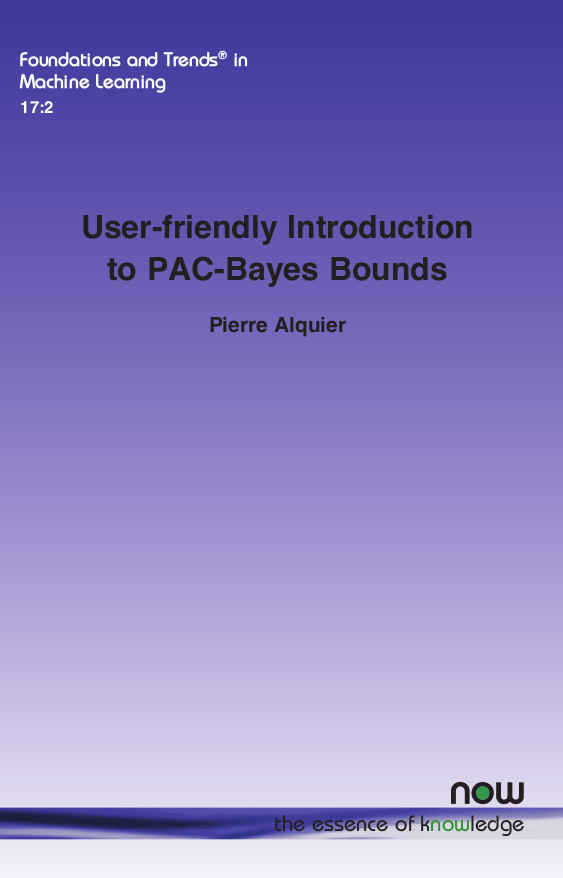 Foundations and Trends® in
Machine Learning
17:2
User-friendly Introduction
to PAC-Bayes Bounds
Pierre Alquier
now
the essence of knowledge